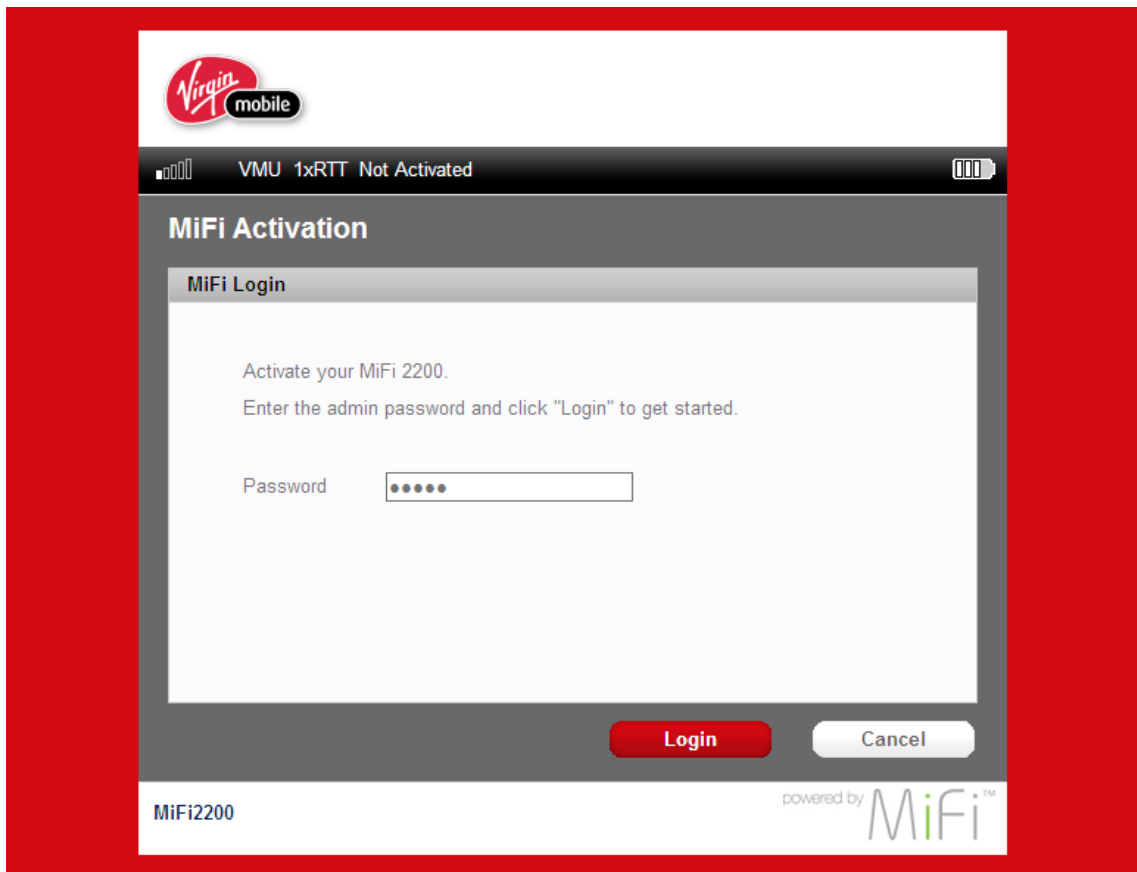 Virgin
mobile
VMU 1xRTT Not Activated
MiFi Activation
MiFi Login
Activate your MiFi 2200.
Enter the admin password and click "Login" to get started.
Password •••••
Login Cancel
MiFi2200 powered by MiFi™